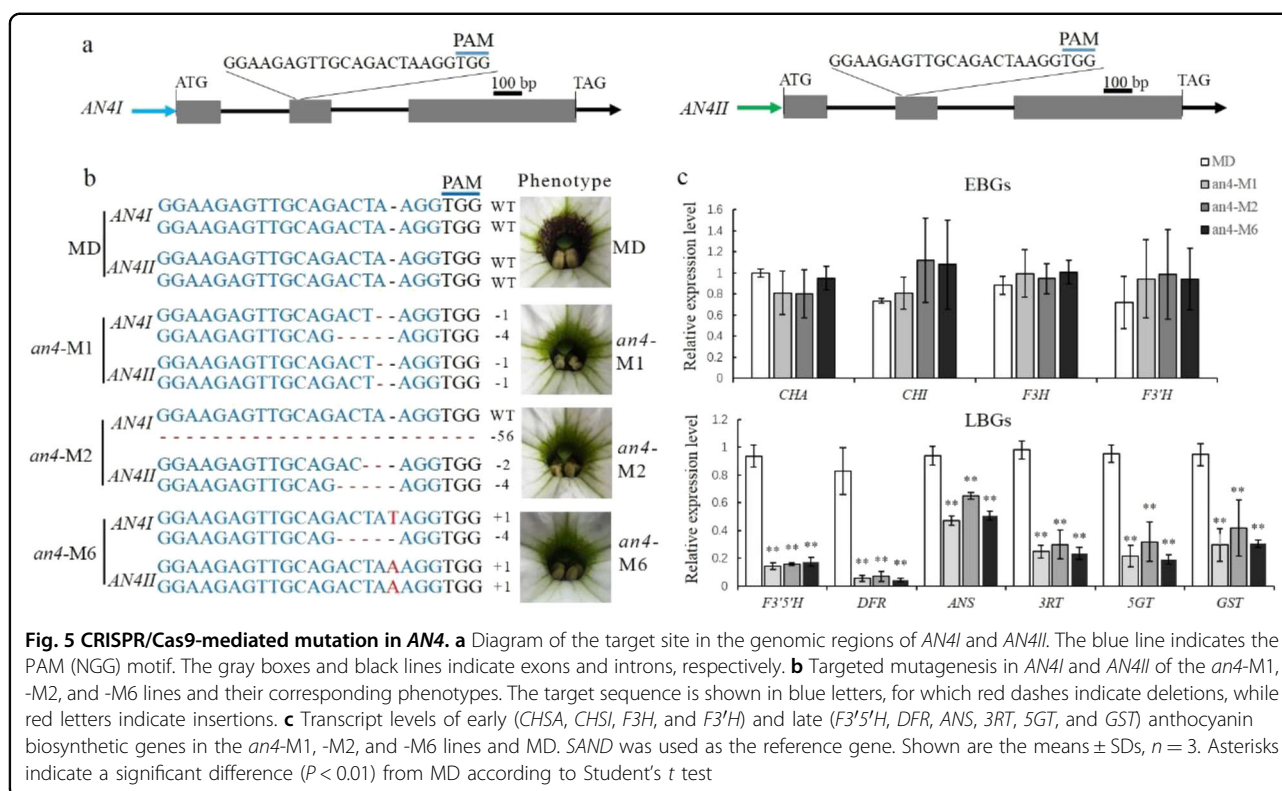 a
PAM
GGAAGAGTTGCAGACTAAGGTGG
ATG
100 bp
TAG
AN4I
PAM
GGAAGAGTTGCAGACTAAGGTGG
ATG
100 bp
TAG
AN4II
b
PAM
Phenotype
MD
AN4I
GGAAGAGTTGCAGACTA-AGGTGG WT
GGAAGAGTTGCAGACTA-AGGTGG WT
AN4II
GGAAGAGTTGCAGACTA-AGGTGG WT
GGAAGAGTTGCAGACTA-AGGTGG WT
MD
an4-M1
AN4I
GGAAGAGTTGCAGACT--AGGTGG -1
GGAAGAGTTGCAG-----AGGTGG -4
AN4II
GGAAGAGTTGCAGACT--AGGTGG -1
GGAAGAGTTGCAGACT--AGGTGG -1
an4-M1
an4-M2
AN4I
GGAAGAGTTGCAGACTA-AGGTGG WT
------------------------ -56
AN4II
GGAAGAGTTGCAGAC---AGGTGG -2
GGAAGAGTTGCAG-----AGGTGG -4
an4-M2
an4-M6
AN4I
GGAAGAGTTGCAGACTATAGGTGG +1
GGAAGAGTTGCAG-----AGGTGG -4
AN4II
GGAAGAGTTGCAGACTAAAGGTGG +1
GGAAGAGTTGCAGACTAAAGGTGG +1
an4-M6
c
EBGs
MD
an4-M1
an4-M2
an4-M6
Relative expression level
1.6
1.4
1.2
1
0.8
0.6
0.4
0.2
0
CHA CHI F3H F3'H
LBGs
Relative expression level
1.2
1
0.8
0.6
0.4
0.2
0
** ** **
** ** **
** ** **
** ** **
** ** **
** ** **
F3'5'H DFR ANS 3RT 5GT GST
Fig. 5 CRISPR/Cas9-mediated mutation in AN4. a Diagram of the target site in the genomic regions of AN4I and AN4II. The blue line indicates the
PAM (NGG) motif. The gray boxes and black lines indicate exons and introns, respectively. b Targeted mutagenesis in AN4I and AN4II of the an4-M1,
-M2, and -M6 lines and their corresponding phenotypes. The target sequence is shown in blue letters, for which red dashes indicate deletions, while
red letters indicate insertions. c Transcript levels of early (CHSA, CHSI, F3H, and F3′H) and late (F3′5′H, DFR, ANS, 3RT, 5GT, and GST) anthocyanin
biosynthetic genes in the an4-M1, -M2, and -M6 lines and MD. SAND was used as the reference gene. Shown are the means ± SDs, n = 3. Asterisks
indicate a significant difference (P < 0.01) from MD according to Student's t test